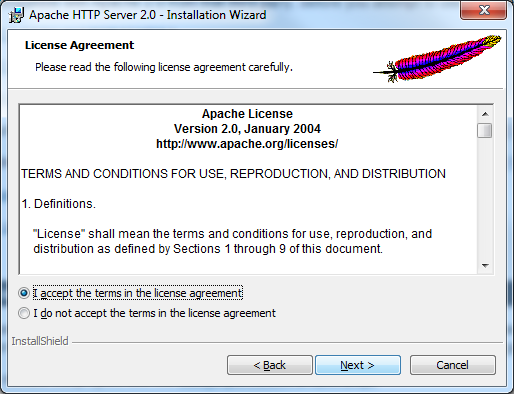 Apache HTTP Server 2.0 - Installation Wizard
License Agreement
Please read the following license agreement carefully.
Apache License
Version 2.0, January 2004
http://www.apache.org/licenses/
TERMS AND CONDITIONS FOR USE, REPRODUCTION, AND DISTRIBUTION
1. Definitions.
"License" shall mean the terms and conditions for use, reproduction, and
distribution as defined by Sections 1 through 9 of this document.
I accept the terms in the license agreement
I do not accept the terms in the license agreement
InstallShield
< Back Next > Cancel